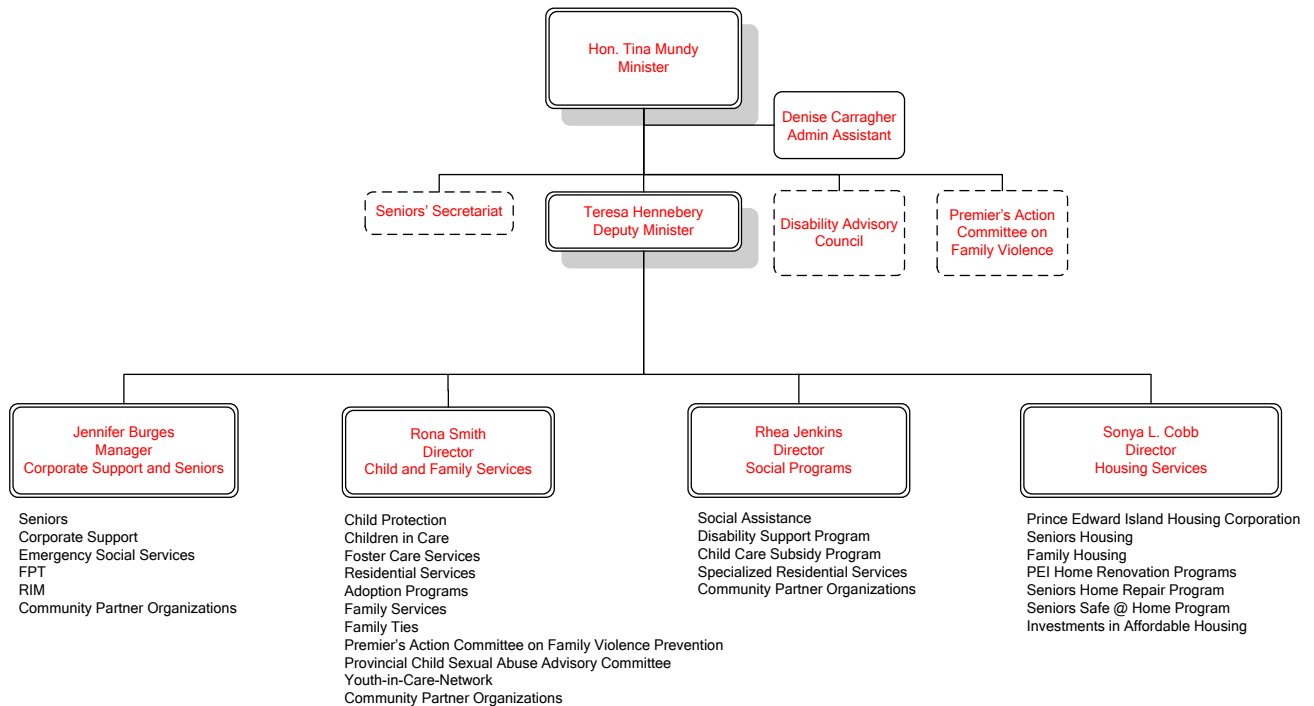 Hon. Tina Mundy
Minister
Denise Carragher
Admin Assistant
Seniors’ Secretariat
Teresa Hennebery
Deputy Minister
Disability Advisory
Council
Premier’s Action
Committee on
Family Violence
Jennifer Burges
Manager
Corporate Support and Seniors
Rona Smith
Director
Child and Family Services
Rhea Jenkins
Director
Social Programs
Sonya L. Cobb
Director
Housing Services
Seniors
Corporate Support
Emergency Social Services
FPT
RIM
Community Partner Organizations
Child Protection
Children in Care
Foster Care Services
Residential Services
Adoption Programs
Family Services
Family Ties
Premier’s Action Committee on Family Violence Prevention
Provincial Child Sexual Abuse Advisory Committee
Youth-in-Care-Network
Community Partner Organizations
Social Assistance
Disability Support Program
Child Care Subsidy Program
Specialized Residential Services
Community Partner Organizations
Prince Edward Island Housing Corporation
Seniors Housing
Family Housing
PEI Home Renovation Programs
Seniors Home Repair Program
Seniors Safe @ Home Program
Investments in Affordable Housing